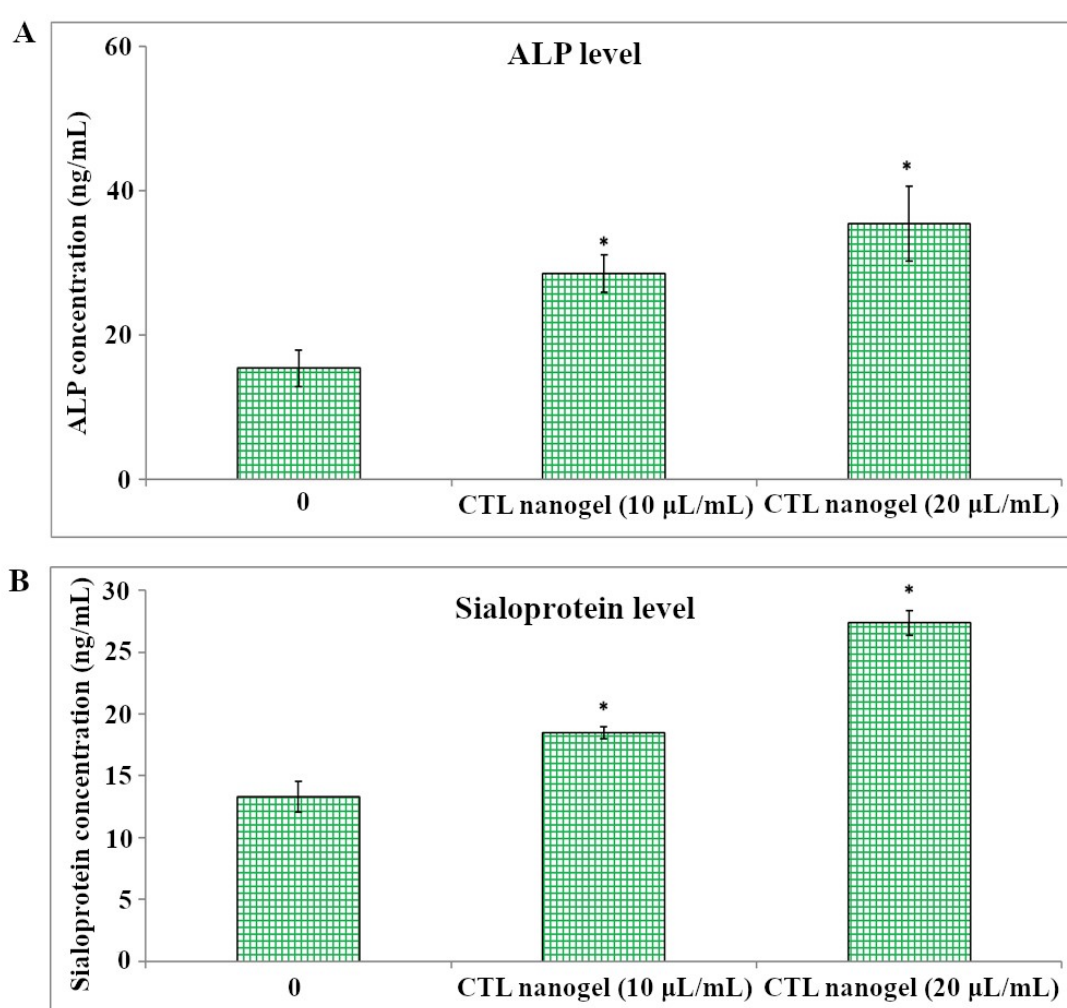 A
ALP level
ALP concentration (ng/mL)
60
40
20
0
0
CTL nanogel (10 µL/mL)
CTL nanogel (20 µL/mL)
*
*
B
Sialoprotein level
Sialoprotein concentration (ng/mL)
30
25
20
15
10
5
0
0
CTL nanogel (10 µL/mL)
CTL nanogel (20 µL/mL)
*
*